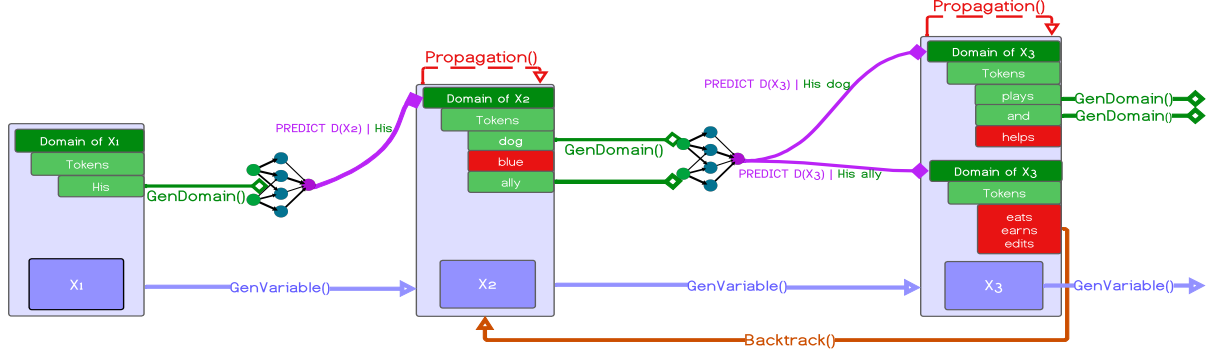 Propagation()
Propagation()
Domain of X3
Tokens
plays
and
helps
GenDomain()
GenDomain()
PREDICT D(X3) | His dog
Domain of X2
Tokens
dog
blue
ally
PREDICT D(X2) | His
Domain of X1
Tokens
His
GenDomain()
GenDomain()
PREDICT D(X3) | His ally
Domain of X3
Tokens
eats
earns
edits
X1
GenVariable()
X2
GenVariable()
X3
GenVariable()
Backtrack()